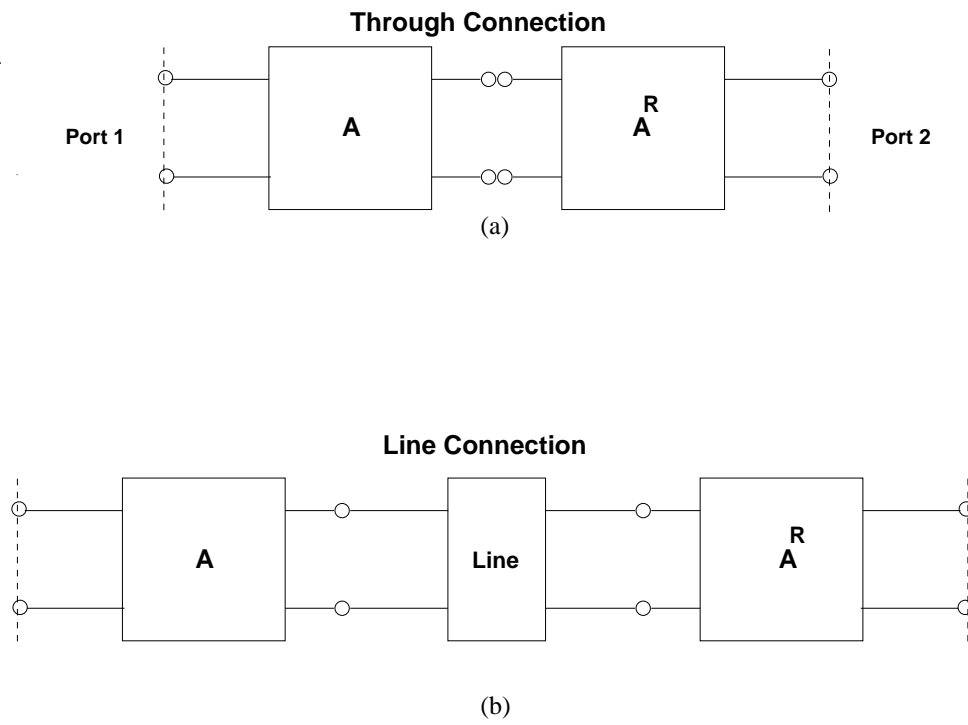 Through Connection
Port 1
A
A^R
Port 2
(a)
Line Connection
A
Line
A^R
(b)